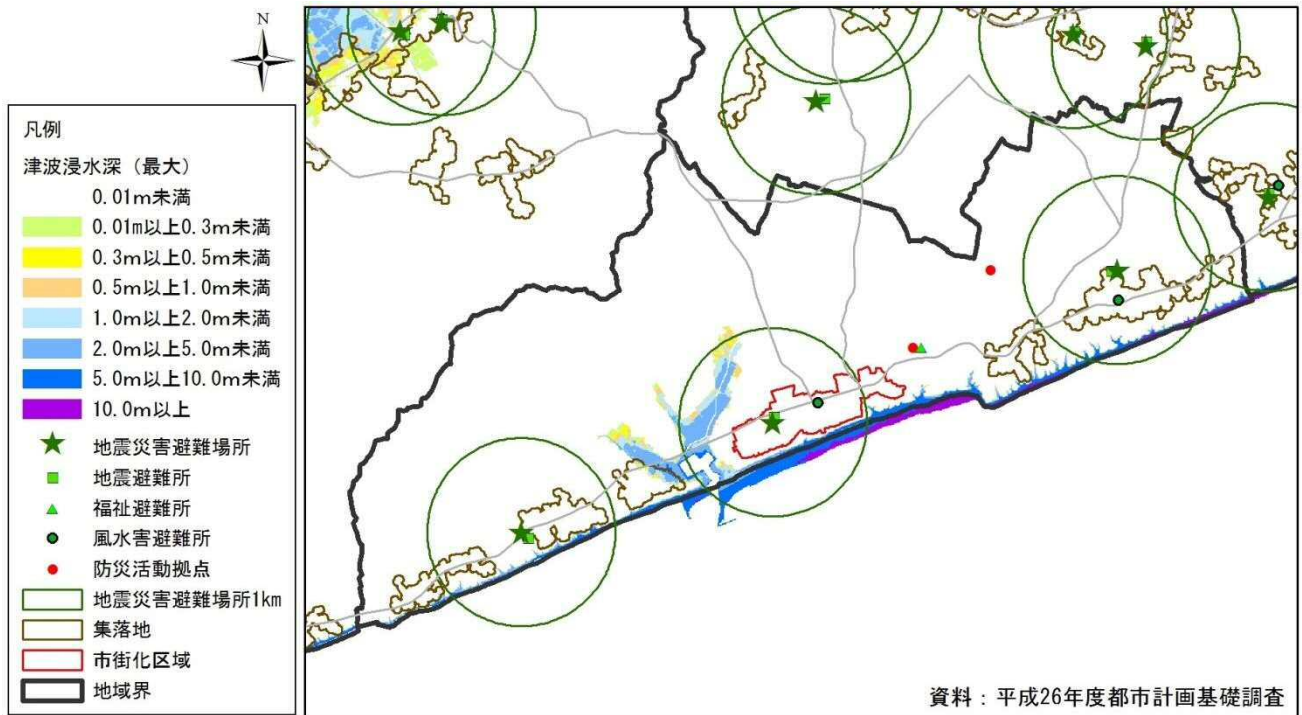 N
凡例
津波浸水深（最大）
0.01m未満
0.01m以上0.3m未満
0.3m以上0.5m未満
0.5m以上1.0m未満
1.0m以上2.0m未満
2.0m以上5.0m未満
5.0m以上10.0m未満
10.0m以上
地震災害避難場所
地震避難所
福祉避難所
風水害避難所
防災活動拠点
地震災害避難場所1km
集落地
市街化区域
地域界
資料：平成26年度都市計画基礎調査